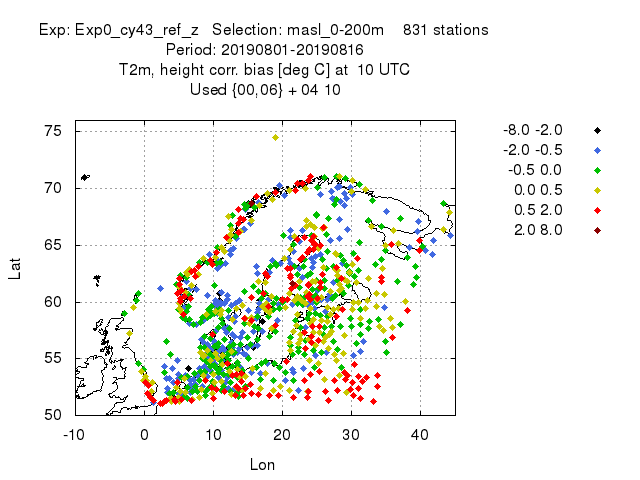 Exp: Exp0_cy43_ref_z   Selection: masl_0-200m    831 stations
Period: 20190801-20190816
T2m, height corr. bias [deg C] at  10 UTC
Used {00,06} + 04 10
-8.0 -2.0
-2.0 -0.5
-0.5 0.0
0.0 0.5
0.5 2.0
2.0 8.0
75
70
65
60
55
50
Lat
-10 0 10 20 30 40
Lon